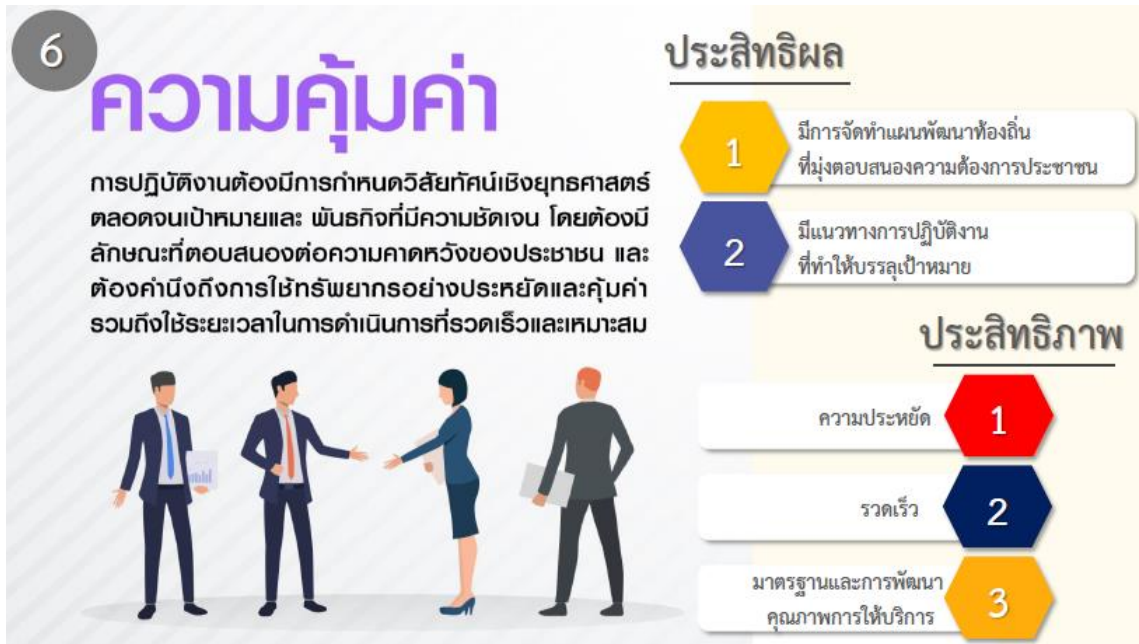 6
ความคุ้มค่า
การปฏิบัติงานต้องมีการกำหนดวิสัยทัศน์เชิงยุทธศาสตร์
ตลอดจนเป้าหมายและ พันธกิจที่มีความชัดเจน โดยต้องมี
ลักษณะที่ตอบสนองต่อความคาดหวังของประชาชน และ
ต้องคำนึงถึงการใช้ทรัพยากรอย่างประหยัดและคุ้มค่า
รวมถึงใช้ระยะเวลาในการดำเนินการที่รวดเร็วและเหมาะสม
ประสิทธิผล
1
มีการจัดทำแผนพัฒนาท้องถิ่น
ที่มุ่งตอบสนองความต้องการประชาชน
2
มีแนวทางการปฏิบัติงาน
ที่ทำให้บรรลุเป้าหมาย
ประสิทธิภาพ
ความประหยัด
1
รวดเร็ว
2
มาตรฐานและการพัฒนา
คุณภาพการให้บริการ
3